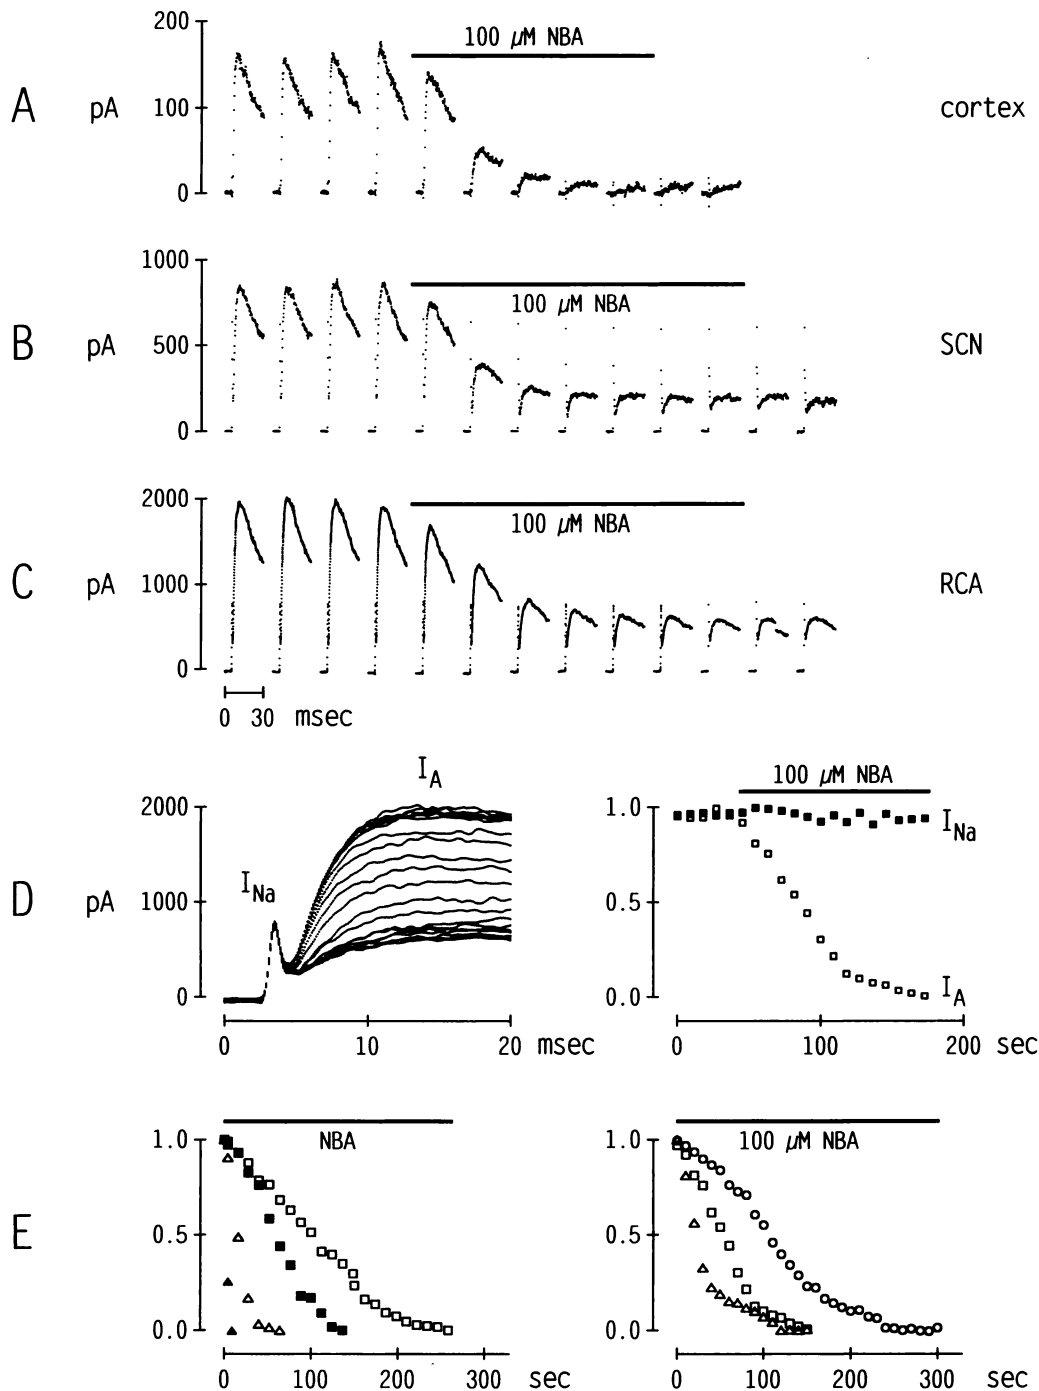 200
100 µM NBA
A
pA
100
cortex
0
1000
100 µM NBA
B
pA
500
SCN
0
2000
100 µM NBA
C
pA
1000
RCA
0
0 30 msec
I_A
100 µM NBA
2000
1.0
I_Na
I_Na
D
pA
1000
0.5
0
0.0
I_A
0 10 20 msec
0 100 200 sec
1.0
NBA
1.0
100 µM NBA
E
0.5
0.5
0.0
0.0
0 100 200 300 sec
0 100 200 300 sec